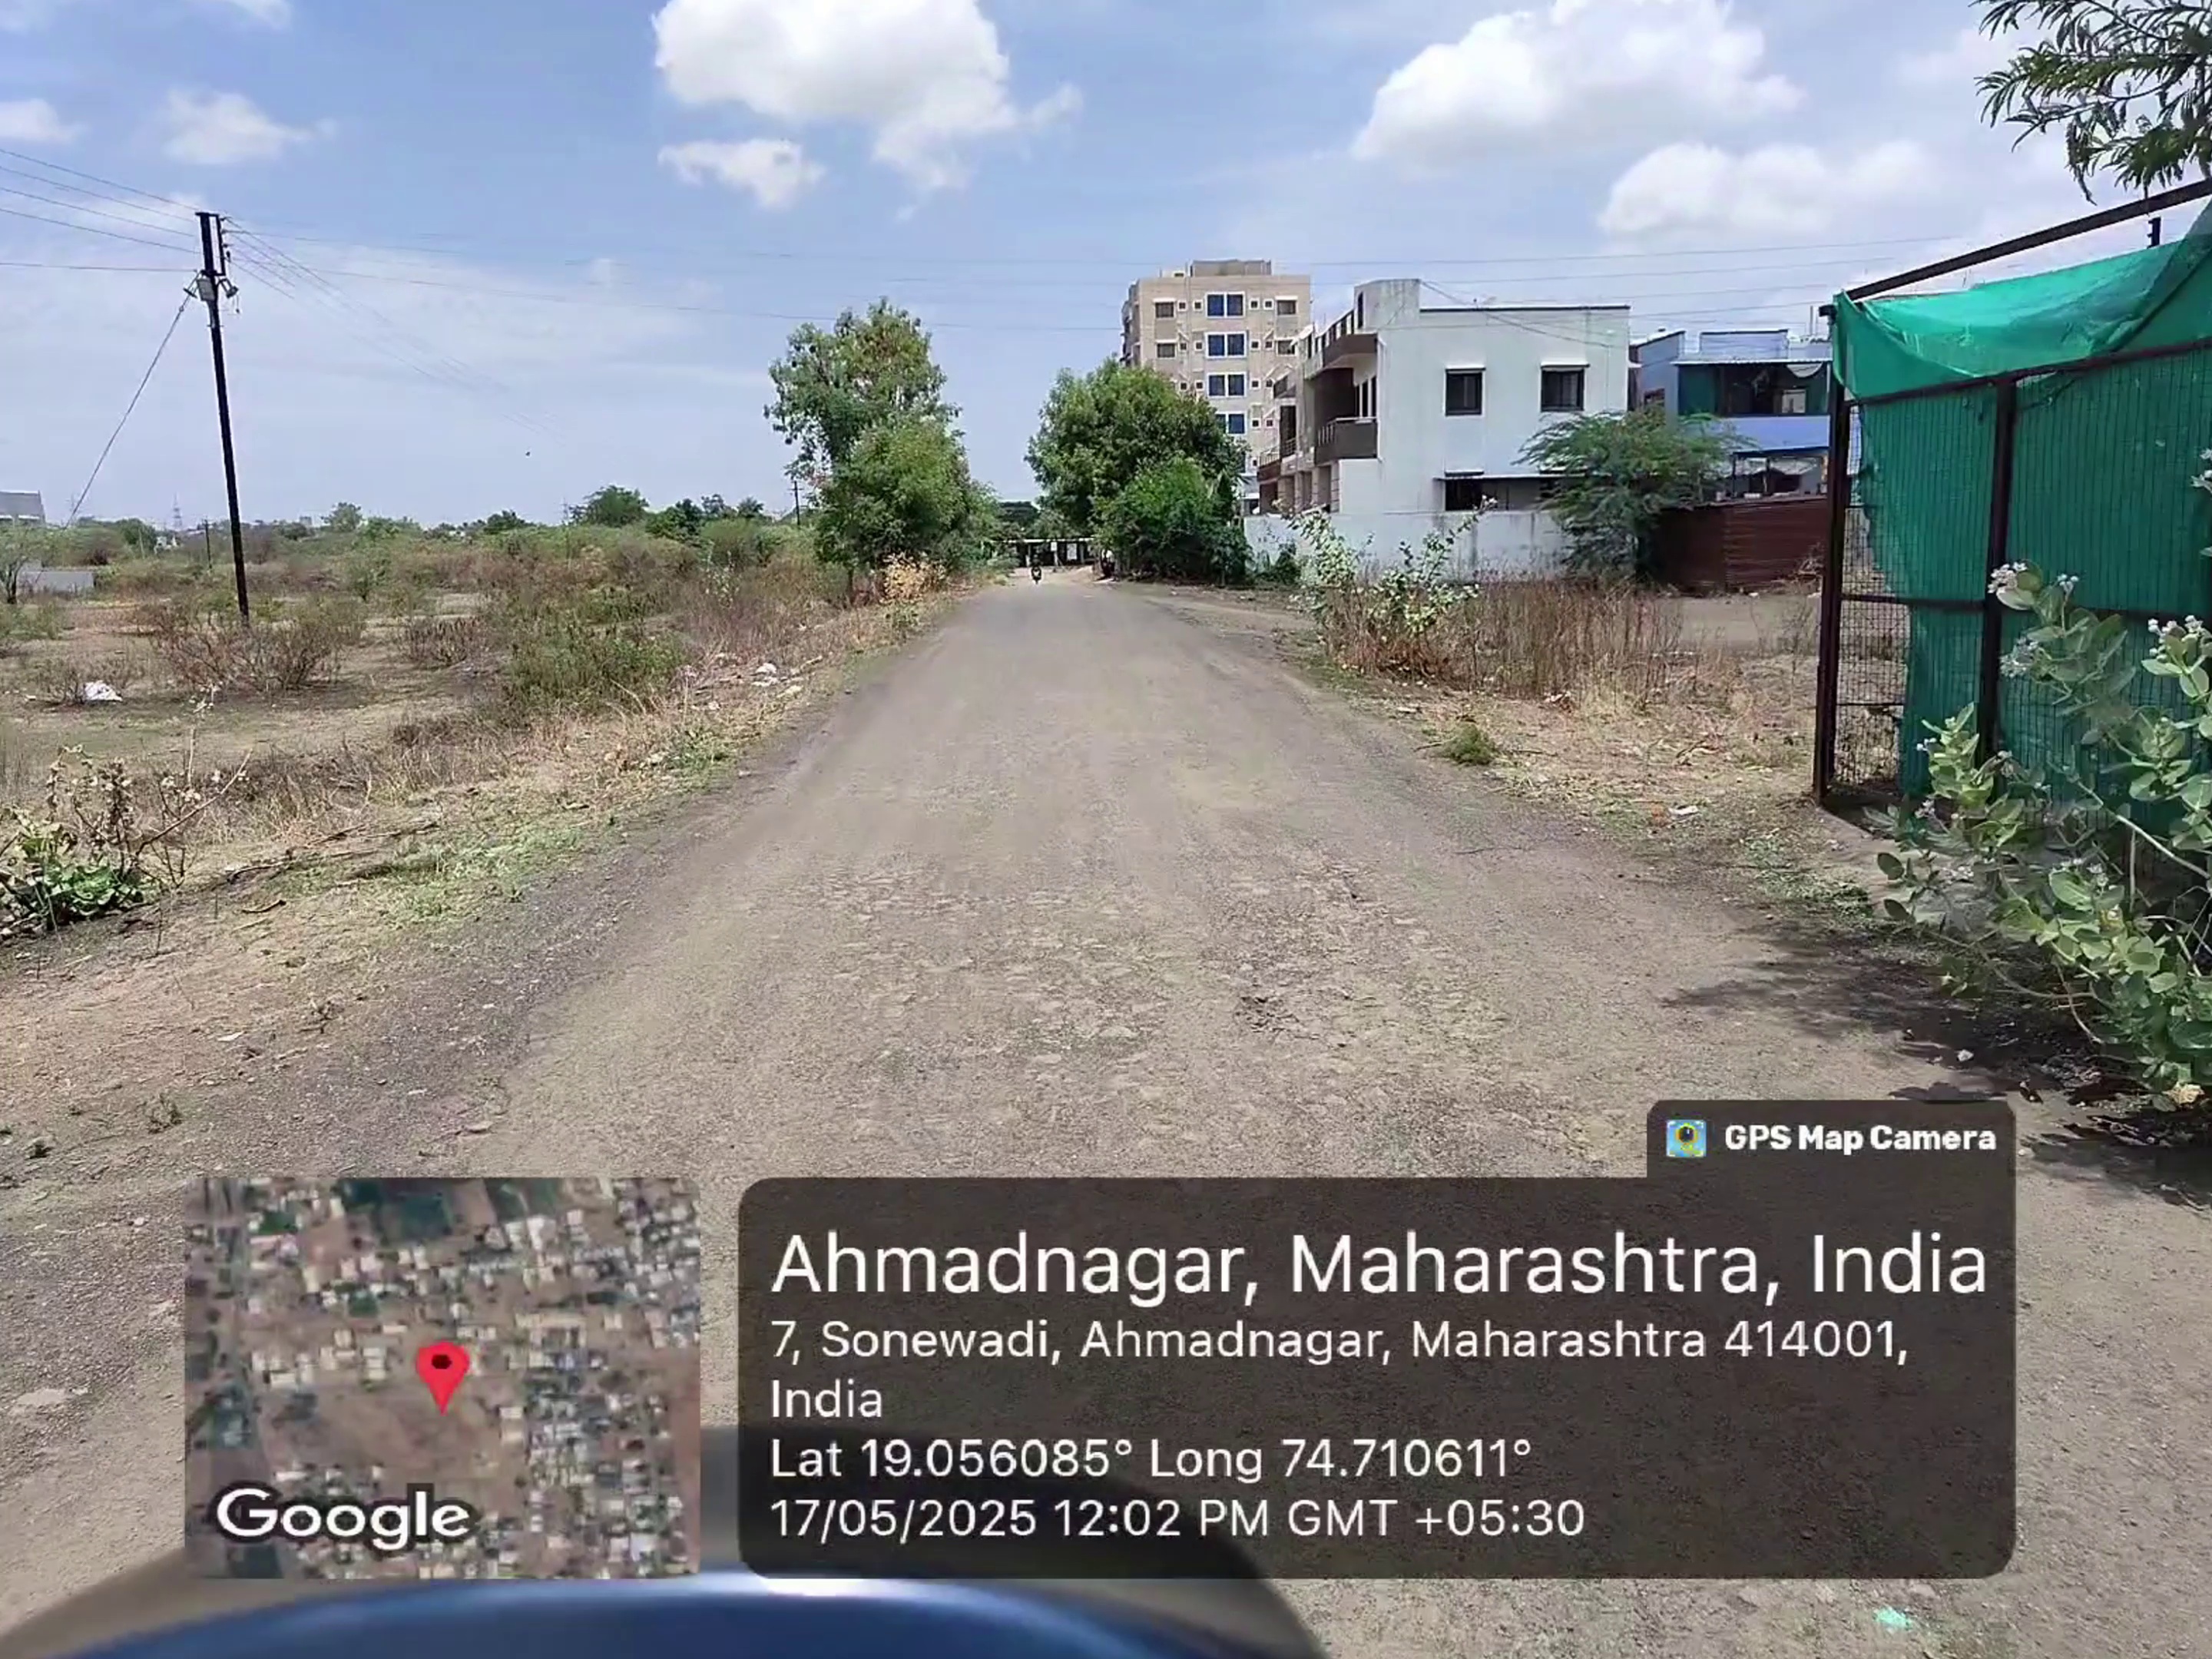 GPS Map Camera
Ahmadnagar, Maharashtra, India
7, Sonewadi, Ahmadnagar, Maharashtra 414001,
India
Lat 19.056085° Long 74.710611°
17/05/2025 12:02 PM GMT +05:30
Google